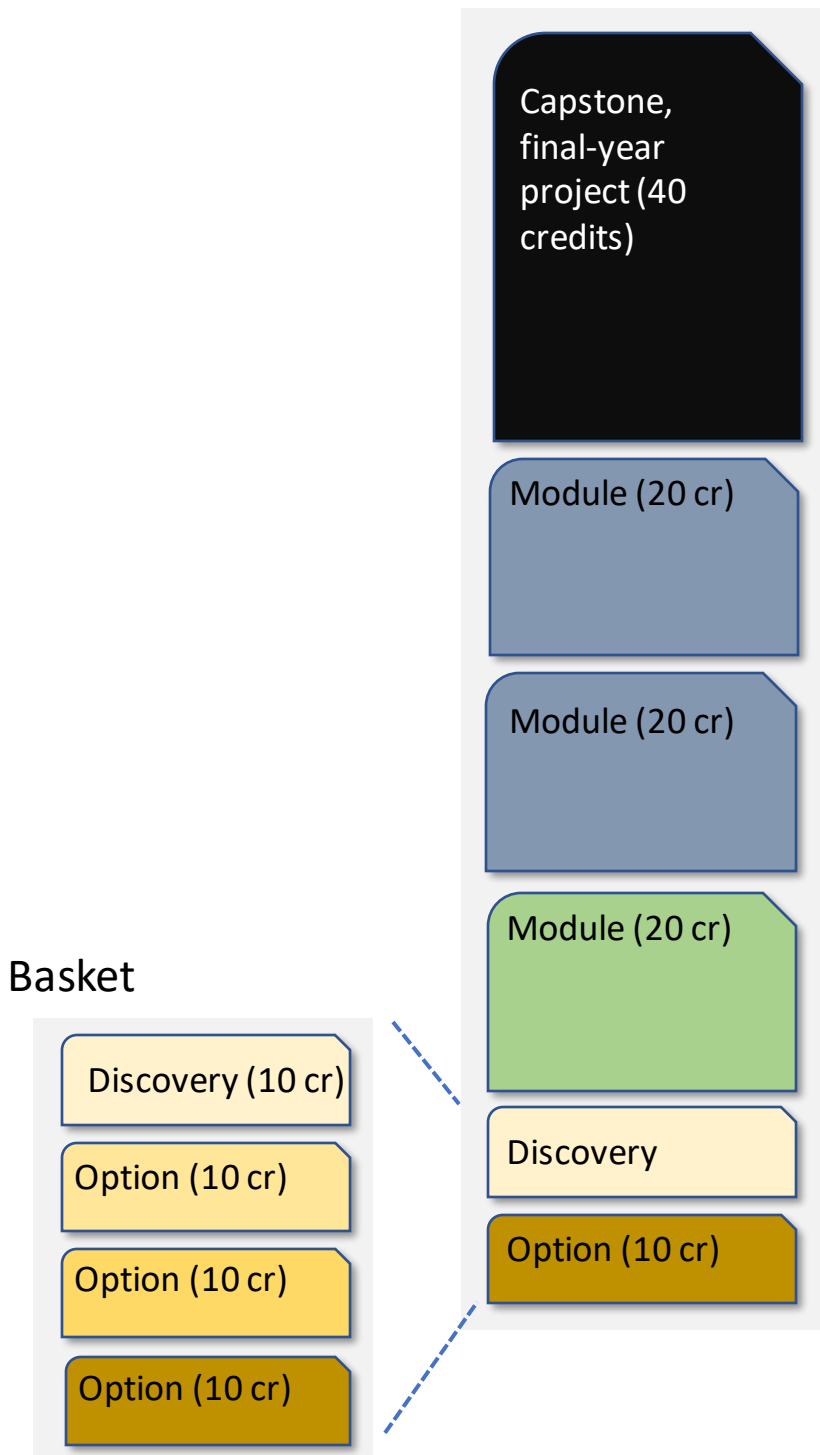 Capstone,
final-year
project (40
credits)
Module (20 cr)
Module (20 cr)
Module (20 cr)
Discovery
Option (10 cr)
Basket
Discovery (10 cr)
Option (10 cr)
Option (10 cr)
Option (10 cr)